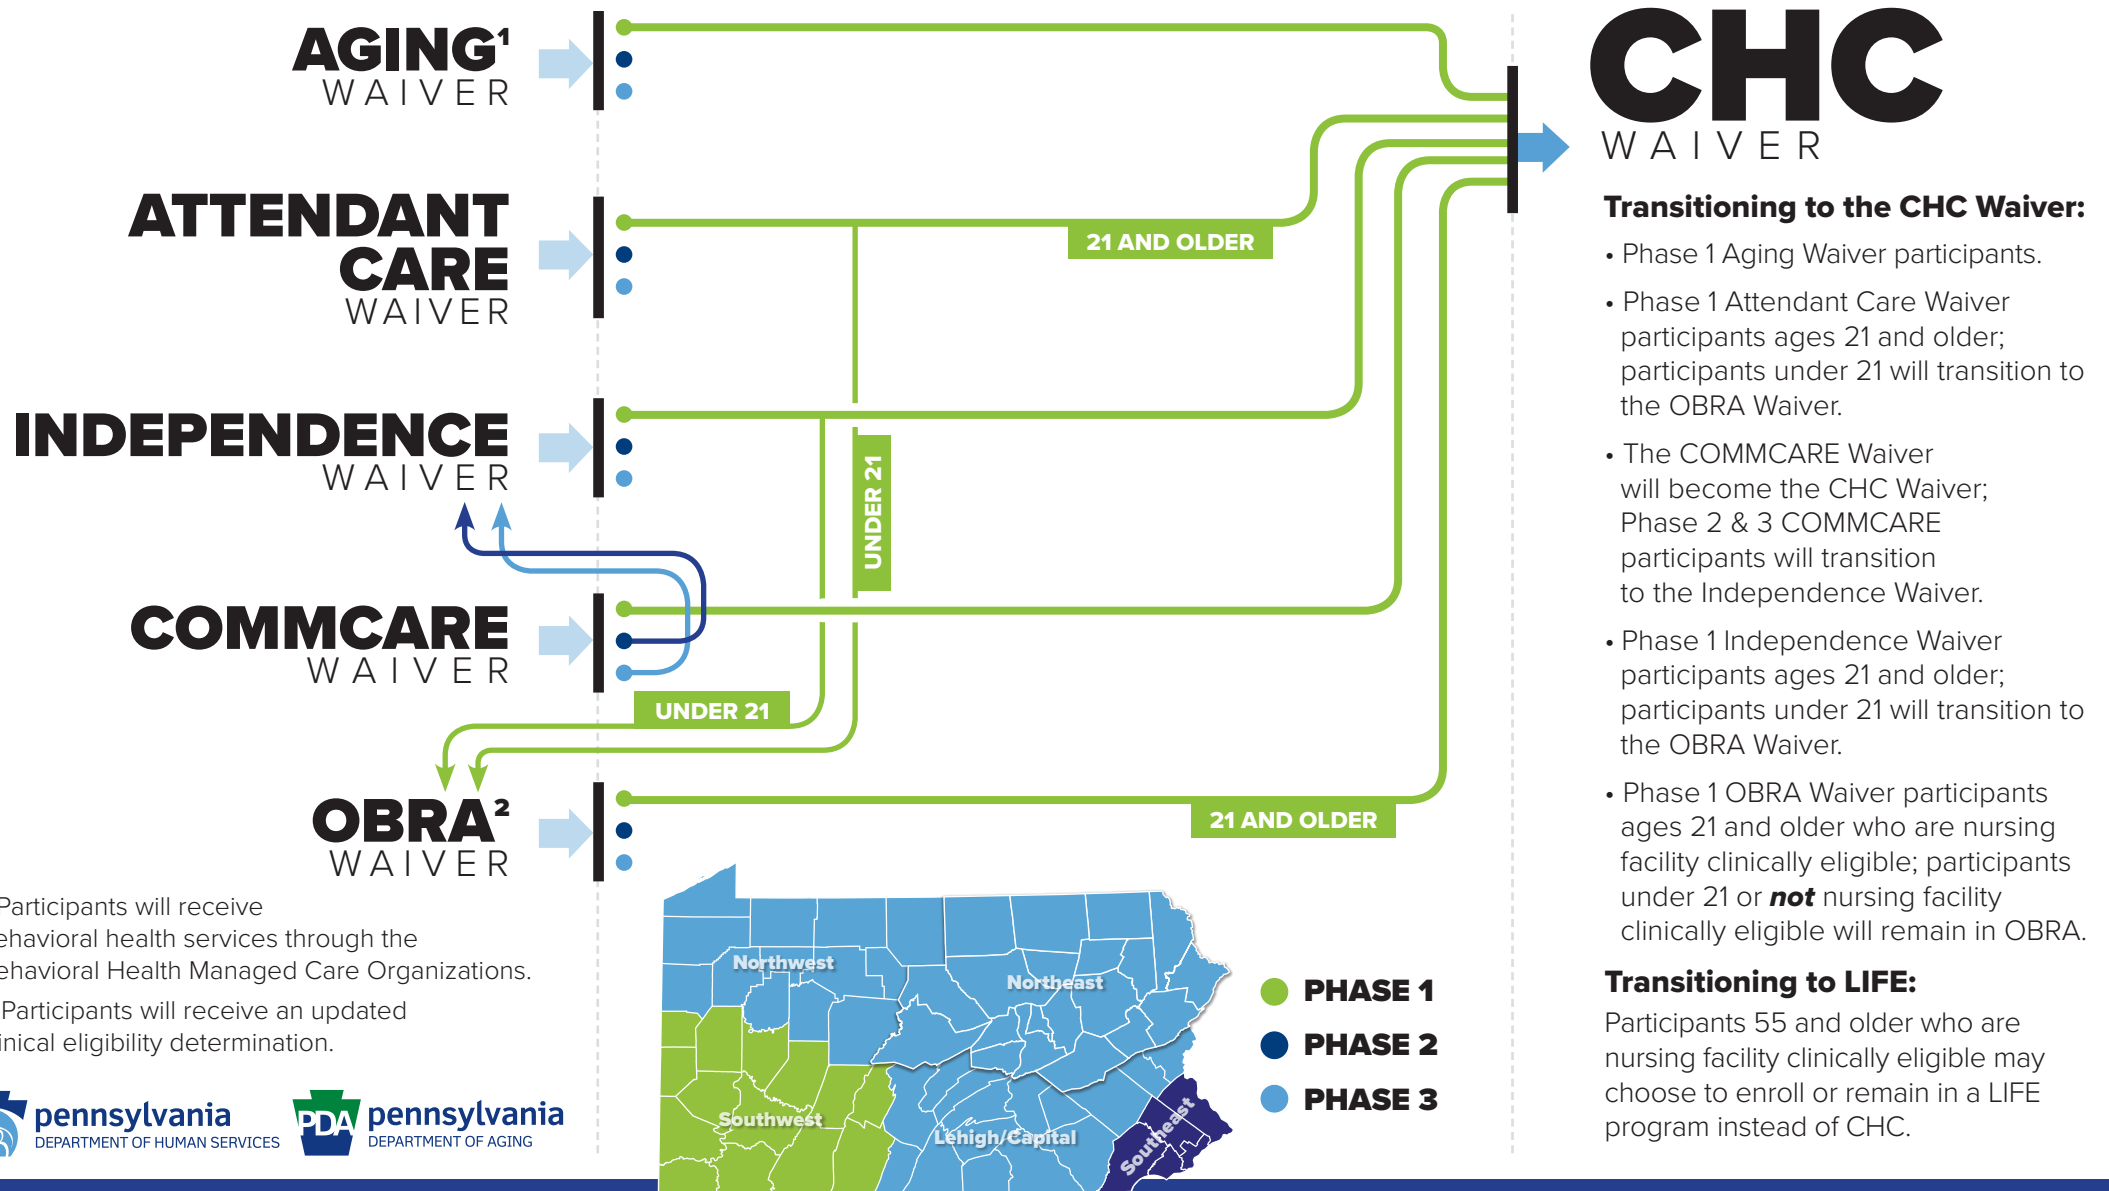 AGING¹
WAIVER
ATTENDANT
CARE
WAIVER
INDEPENDENCE
WAIVER
COMMCARE
WAIVER
OBRA²
WAIVER
21 AND OLDER
UNDER 21
UNDER 21
21 AND OLDER
CHC
WAIVER
Transitioning to the CHC Waiver:
• Phase 1 Aging Waiver participants.
• Phase 1 Attendant Care Waiver
participants ages 21 and older;
participants under 21 will transition to
the OBRA Waiver.
• The COMMCARE Waiver
will become the CHC Waiver;
Phase 2 & 3 COMMCARE
participants will transition
to the Independence Waiver.
• Phase 1 Independence Waiver
participants ages 21 and older;
participants under 21 will transition to
the OBRA Waiver.
• Phase 1 OBRA Waiver participants
ages 21 and older who are nursing
facility clinically eligible; participants
under 21 or not nursing facility
clinically eligible will remain in OBRA.
Transitioning to LIFE:
Participants 55 and older who are
nursing facility clinically eligible may
choose to enroll or remain in a LIFE
program instead of CHC.
Participants will receive
ehavioral health services through the
ehavioral Health Managed Care Organizations.
Participants will receive an updated
inical eligibility determination.
pennsylvania
DEPARTMENT OF HUMAN SERVICES
PDA
pennsylvania
DEPARTMENT OF AGING
Northwest
Northeast
Southwest
Lehigh/Capital
Southeast
PHASE 1
PHASE 2
PHASE 3